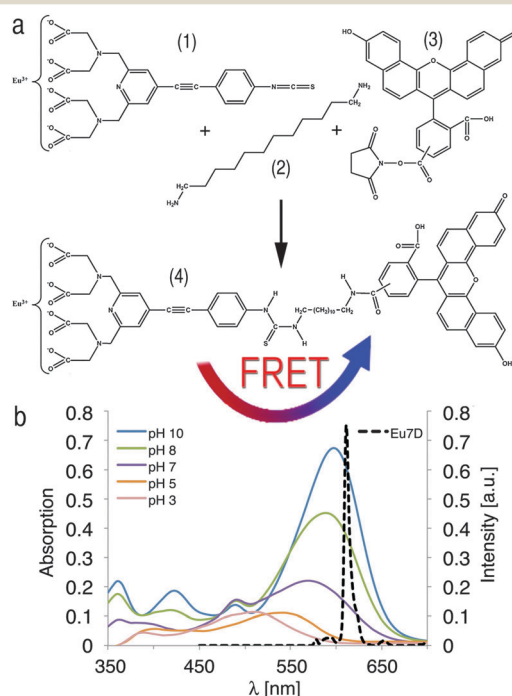 a
(1)
(3)
(2)
(4)
⁻O
C
O
N
Eu³⁺
N=C=S
+
+
NH₂
H₂N
HO
O
O
OH
N—O
⁻O
C
O
N
Eu³⁺
H
N
S
N
H
(CH₂)₁₀
H₂C
H
N
C
O
OH
O
O
OH
FRET
b
0.8
0.7
0.6
0.5
0.4
0.3
0.2
0.1
0
Absorption
pH 10
pH 8
pH 7
pH 5
pH 3
Eu7D
0.8
0.7
0.6
0.5
0.4
0.3
0.2
0.1
0
Intensity [a.u.]
350
450
550
650
λ [nm]